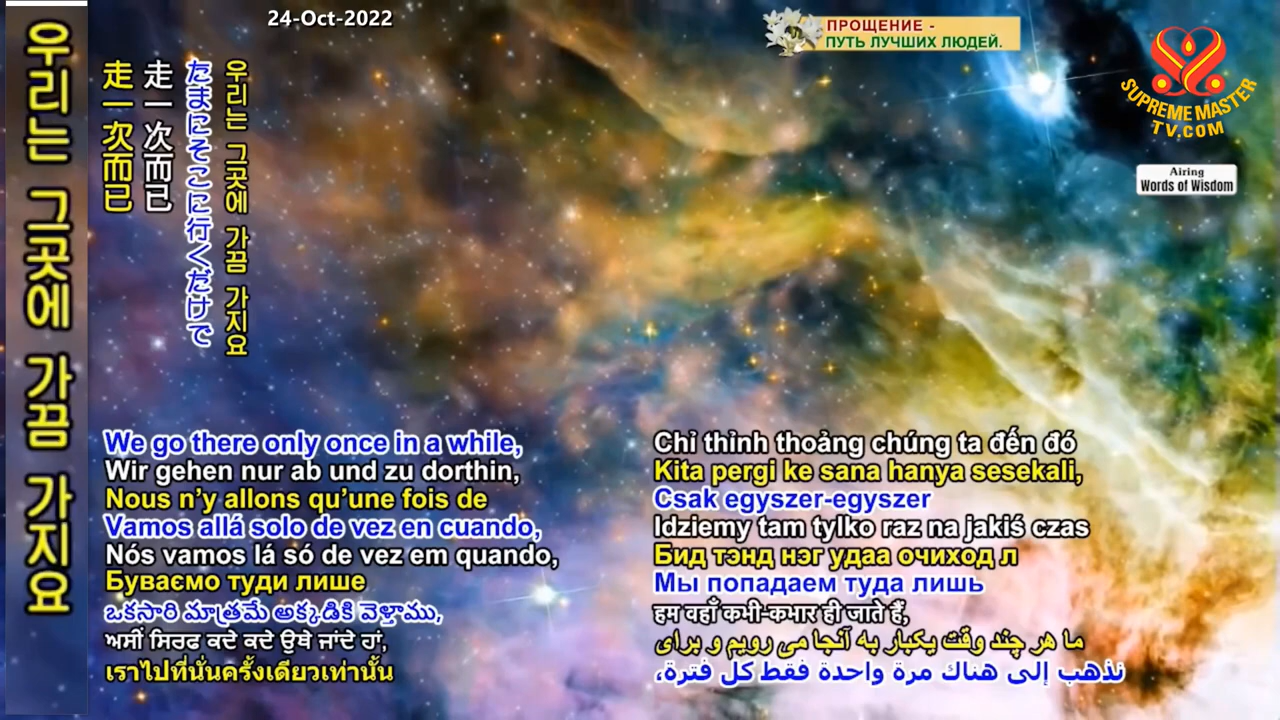 24-Oct-2022
ПРОЩЕНИЕ -
ПУТЬ ЛУЧШИХ ЛЮДЕЙ.
SUPREME MASTER
TV.COM
Airing
Words of Wisdom
우리는 그곳에 가끔 가지요
走一次而已
走一次而已
たまにそこに行くだけで
우리는 그곳에 가끔 가지요
We go there only once in a while,
Wir gehen nur ab und zu dorthin,
Nous n’y allons qu’une fois de
Vamos allá solo de vez en cuando,
Nós vamos lá só de vez em quando,
Буваємо туди лише
ఒకసారి మాత్రమే అక్కడికి వెళ్తాము,
ਅਸੀਂ ਸਿਰਫ ਕਦੇ ਕਦੇ ਉਥੇ ਜਾਂਦੇ ਹਾਂ,
เราไปที่นั่นครั้งเดียวเท่านั้น
Chỉ thỉnh thoảng chúng ta đến đó
Kita pergi ke sana hanya sesekali,
Csak egyszer-egyszer
Idziemy tam tylko raz na jakiś czas
Бид тэнд нэг удаа очиход л
Мы попадаем туда лишь
हम वहाँ कभी-कभार ही जाते हैं,
ما هر چند وقت یکبار به آنجا می رویم و برای
نذهب إلى هناك مرة واحدة فقط كل فترة،